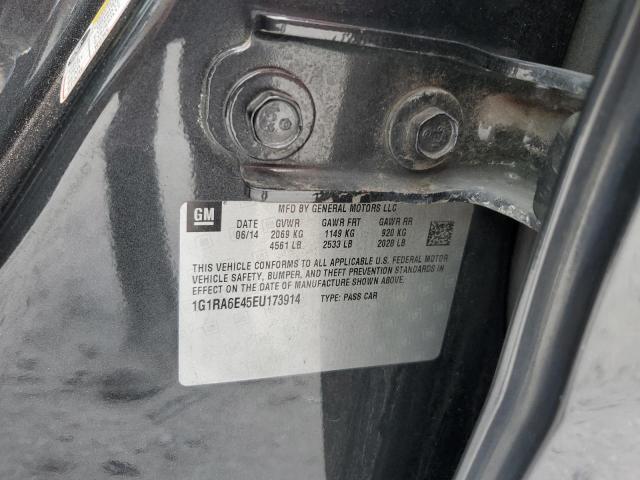 GM
MFD BY GENERAL MOTORS LLC
DATE GVWR GAWR FRT GAWR RR
06/14 2069 KG 1149 KG 920 KG
4561 LB 2533 LB 2028 LB
THIS VEHICLE CONFORMS TO ALL APPLICABLE U.S. FEDERAL MOTOR
VEHICLE SAFETY, BUMPER, AND THEFT PREVENTION STANDARDS IN
EFFECT ON THE DATE OF MANUFACTURE SHOWN ABOVE.
1G1RA6E45EU173914 TYPE: PASS CAR